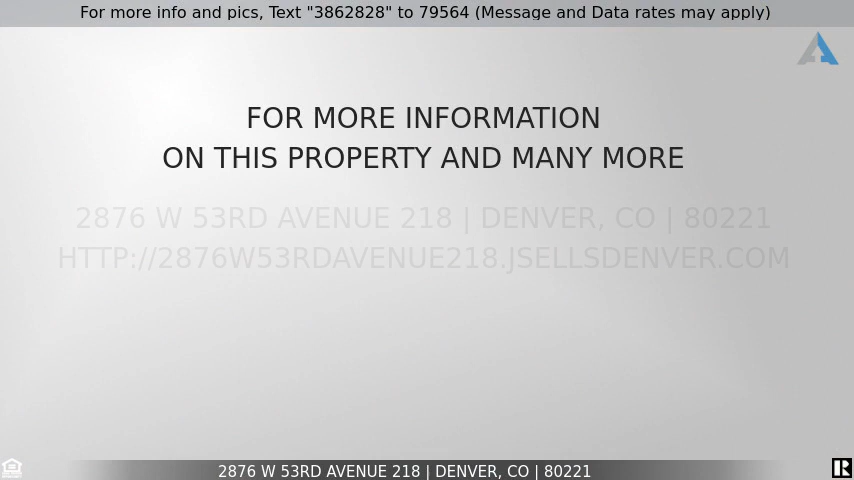 For more info and pics, Text "3862828" to 79564 (Message and Data rates may apply)
FOR MORE INFORMATION
ON THIS PROPERTY AND MANY MORE
2876 W 53RD AVENUE 218 | DENVER, CO | 80221
HTTP://2876W53RDAVENUE218.JSELLSDENVER.COM
2876 W 53RD AVENUE 218 | DENVER, CO | 80221